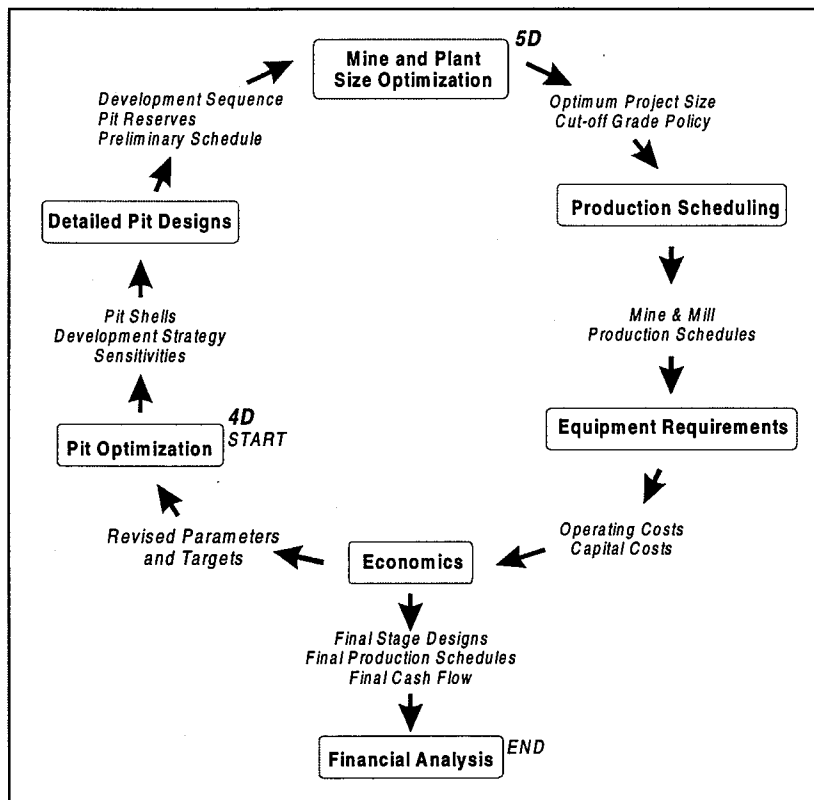 Mine and Plant
Size Optimization
5D
Optimum Project Size
Cut-off Grade Policy
Production Scheduling
Mine & Mill
Production Schedules
Equipment Requirements
Operating Costs
Capital Costs
Economics
Revised Parameters
and Targets
Pit Optimization
4D
START
Pit Shells
Development Strategy
Sensitivities
Detailed Pit Designs
Development Sequence
Pit Reserves
Preliminary Schedule
Final Stage Designs
Final Production Schedules
Final Cash Flow
Financial Analysis
END